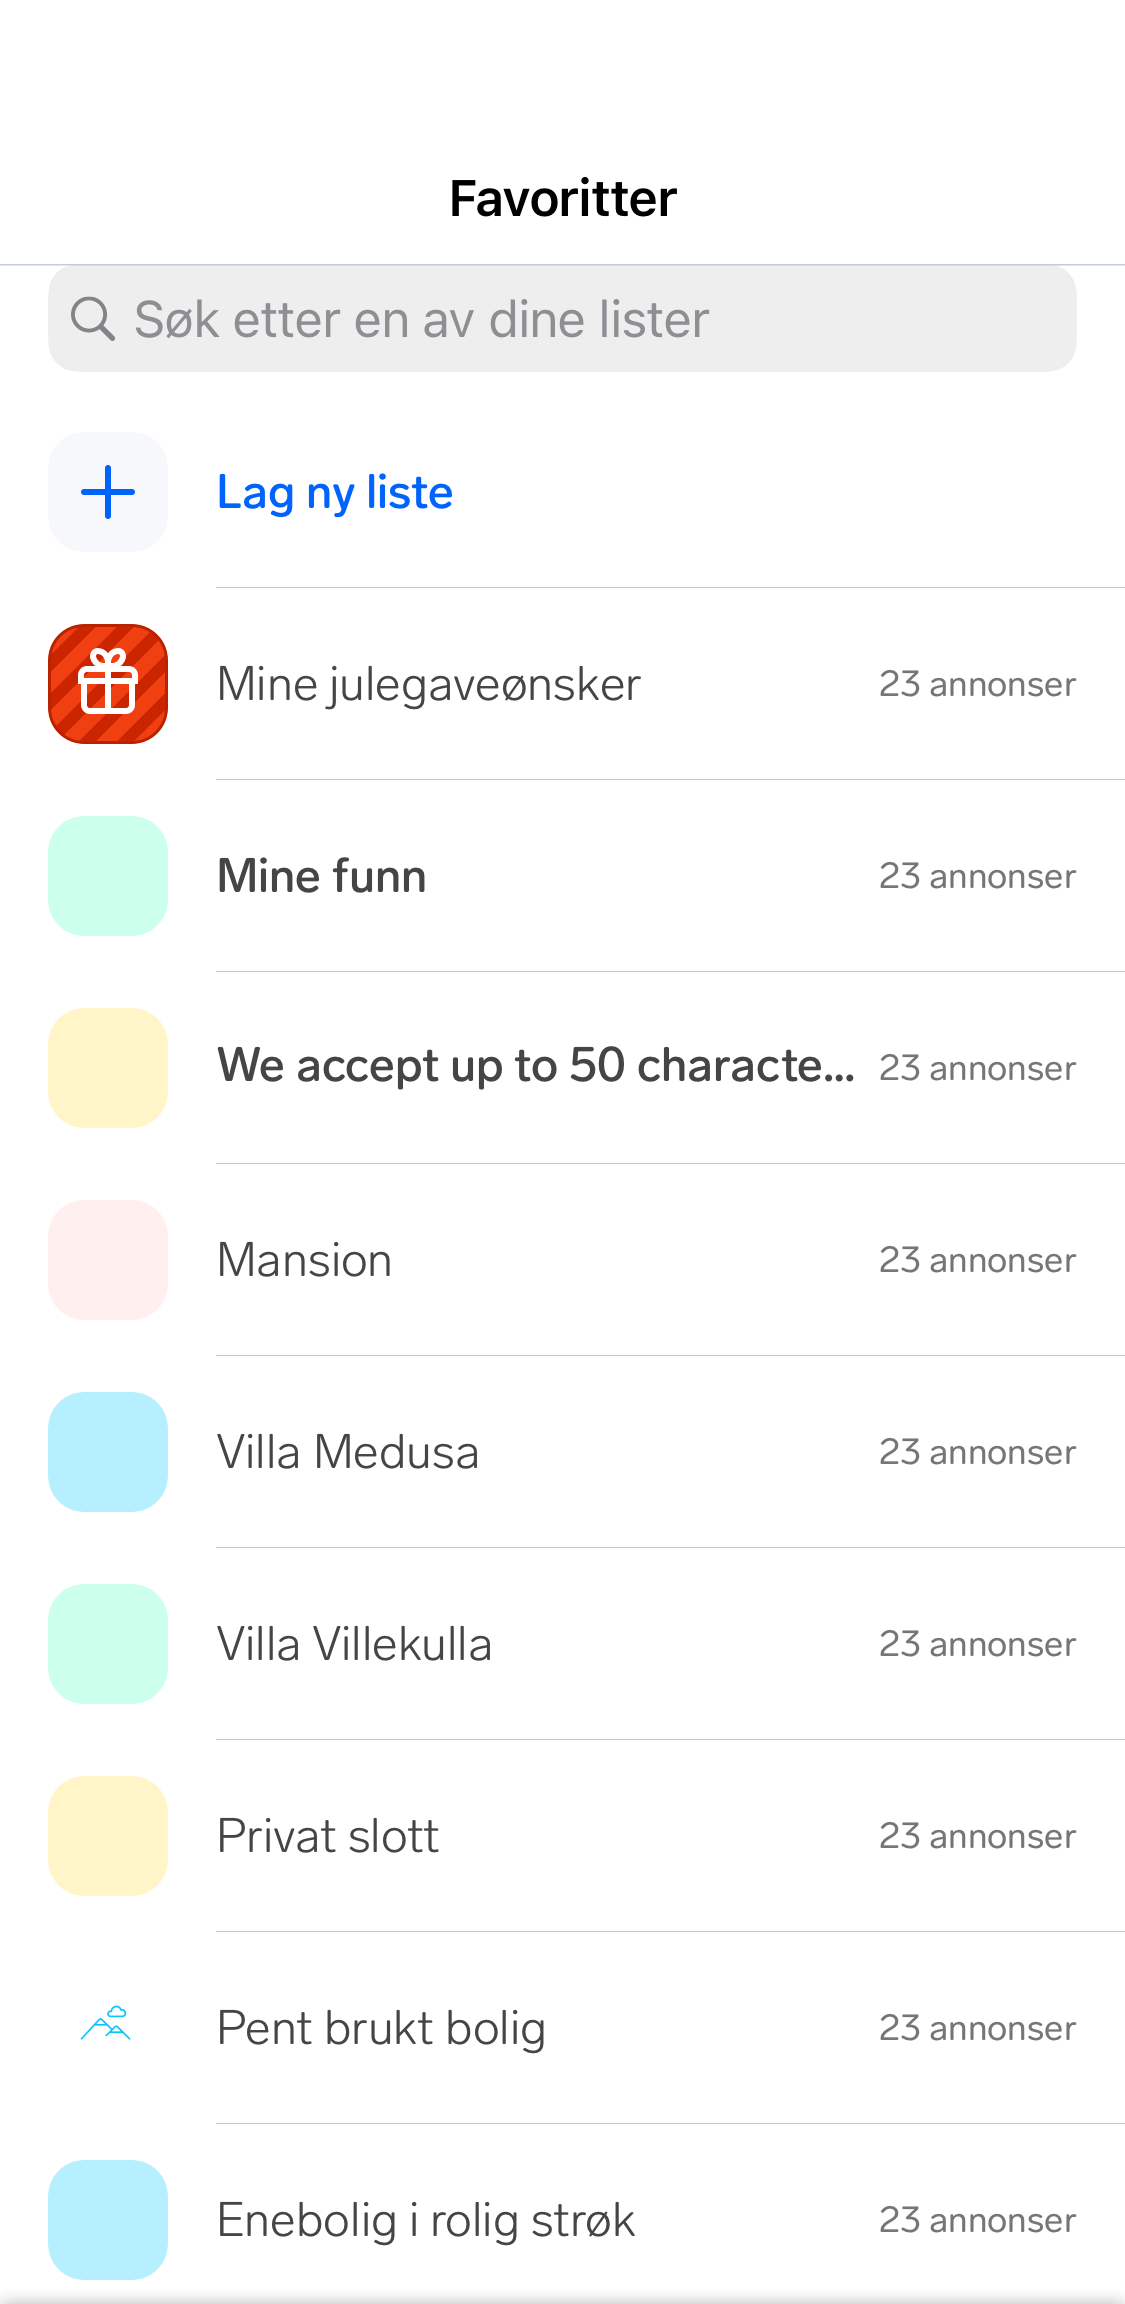 Favoritter
Søk etter en av dine lister
Lag ny liste
Mine julegaveønsker 23 annonser
Mine funn 23 annonser
We accept up to 50 characte... 23 annonser
Mansion 23 annonser
Villa Medusa 23 annonser
Villa Villekulla 23 annonser
Privat slott 23 annonser
Pent brukt bolig 23 annonser
Enebolig i rolig strøk 23 annonser